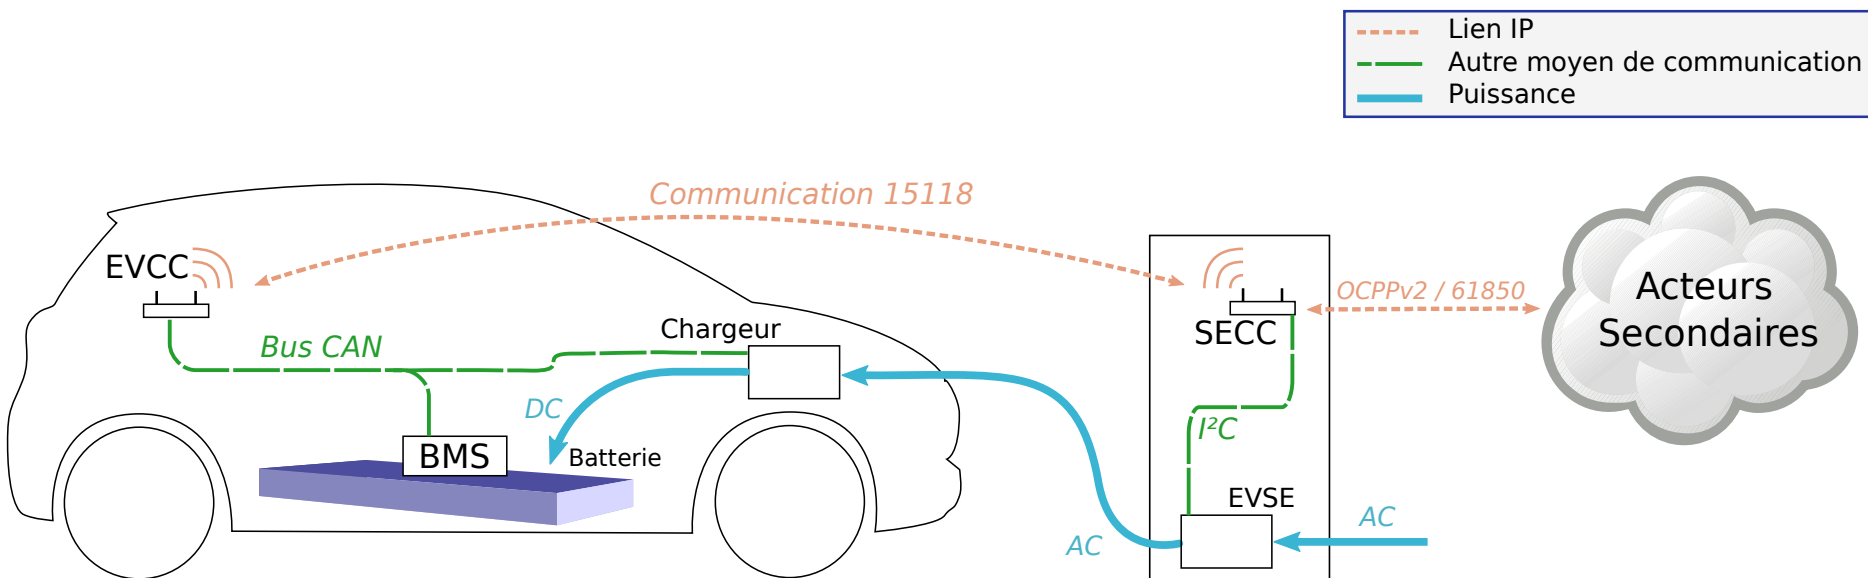 Lien IP
Autre moyen de communication
Puissance
Communication 15118
EVCC
OCPPv2 / 61850
Acteurs
Secondaires
SECC
Chargeur
Bus CAN
DC
I²C
BMS
Batterie
EVSE
AC
AC